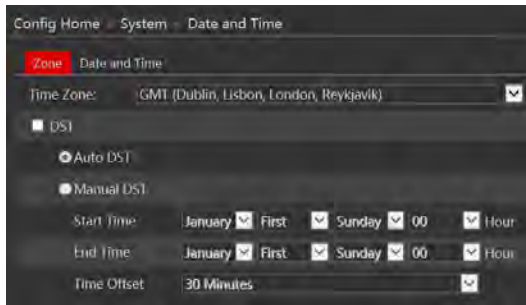 Config Home System Date and Time
Zone Date and Time
Time Zone: GMT (Dublin, Lisbon, London, Reykjavik)
DST
Auto DST
Manual DST
Start Time January First Sunday 00 Hour
End Time January First Sunday 00 Hour
Time Offset 30 Minutes